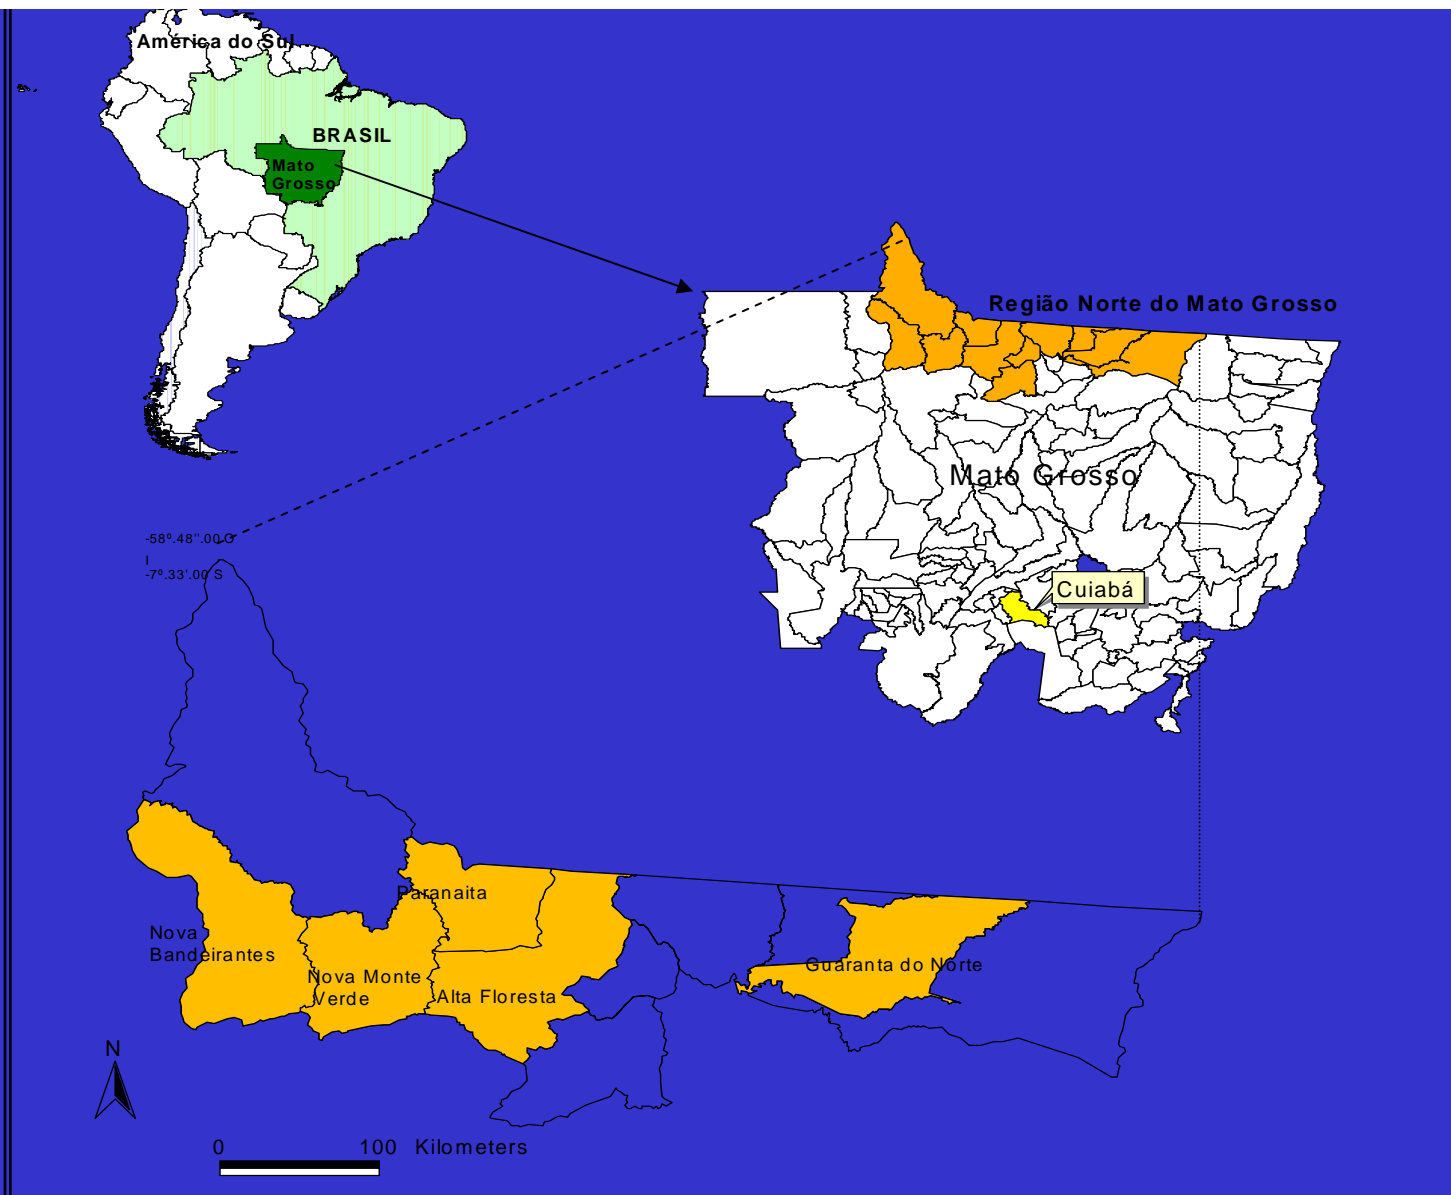 América do Sul
BRASIL
Mato
Grosso
Região Norte do Mato Grosso
Mato Grosso
Cuiabá
-58º.48''.00 O
|
-7º.33'.00 S
Paranaita
Nova
Bandeirantes
Nova Monte
Verde
Alta Floresta
Guaranta do Norte
N
0 100 Kilometers